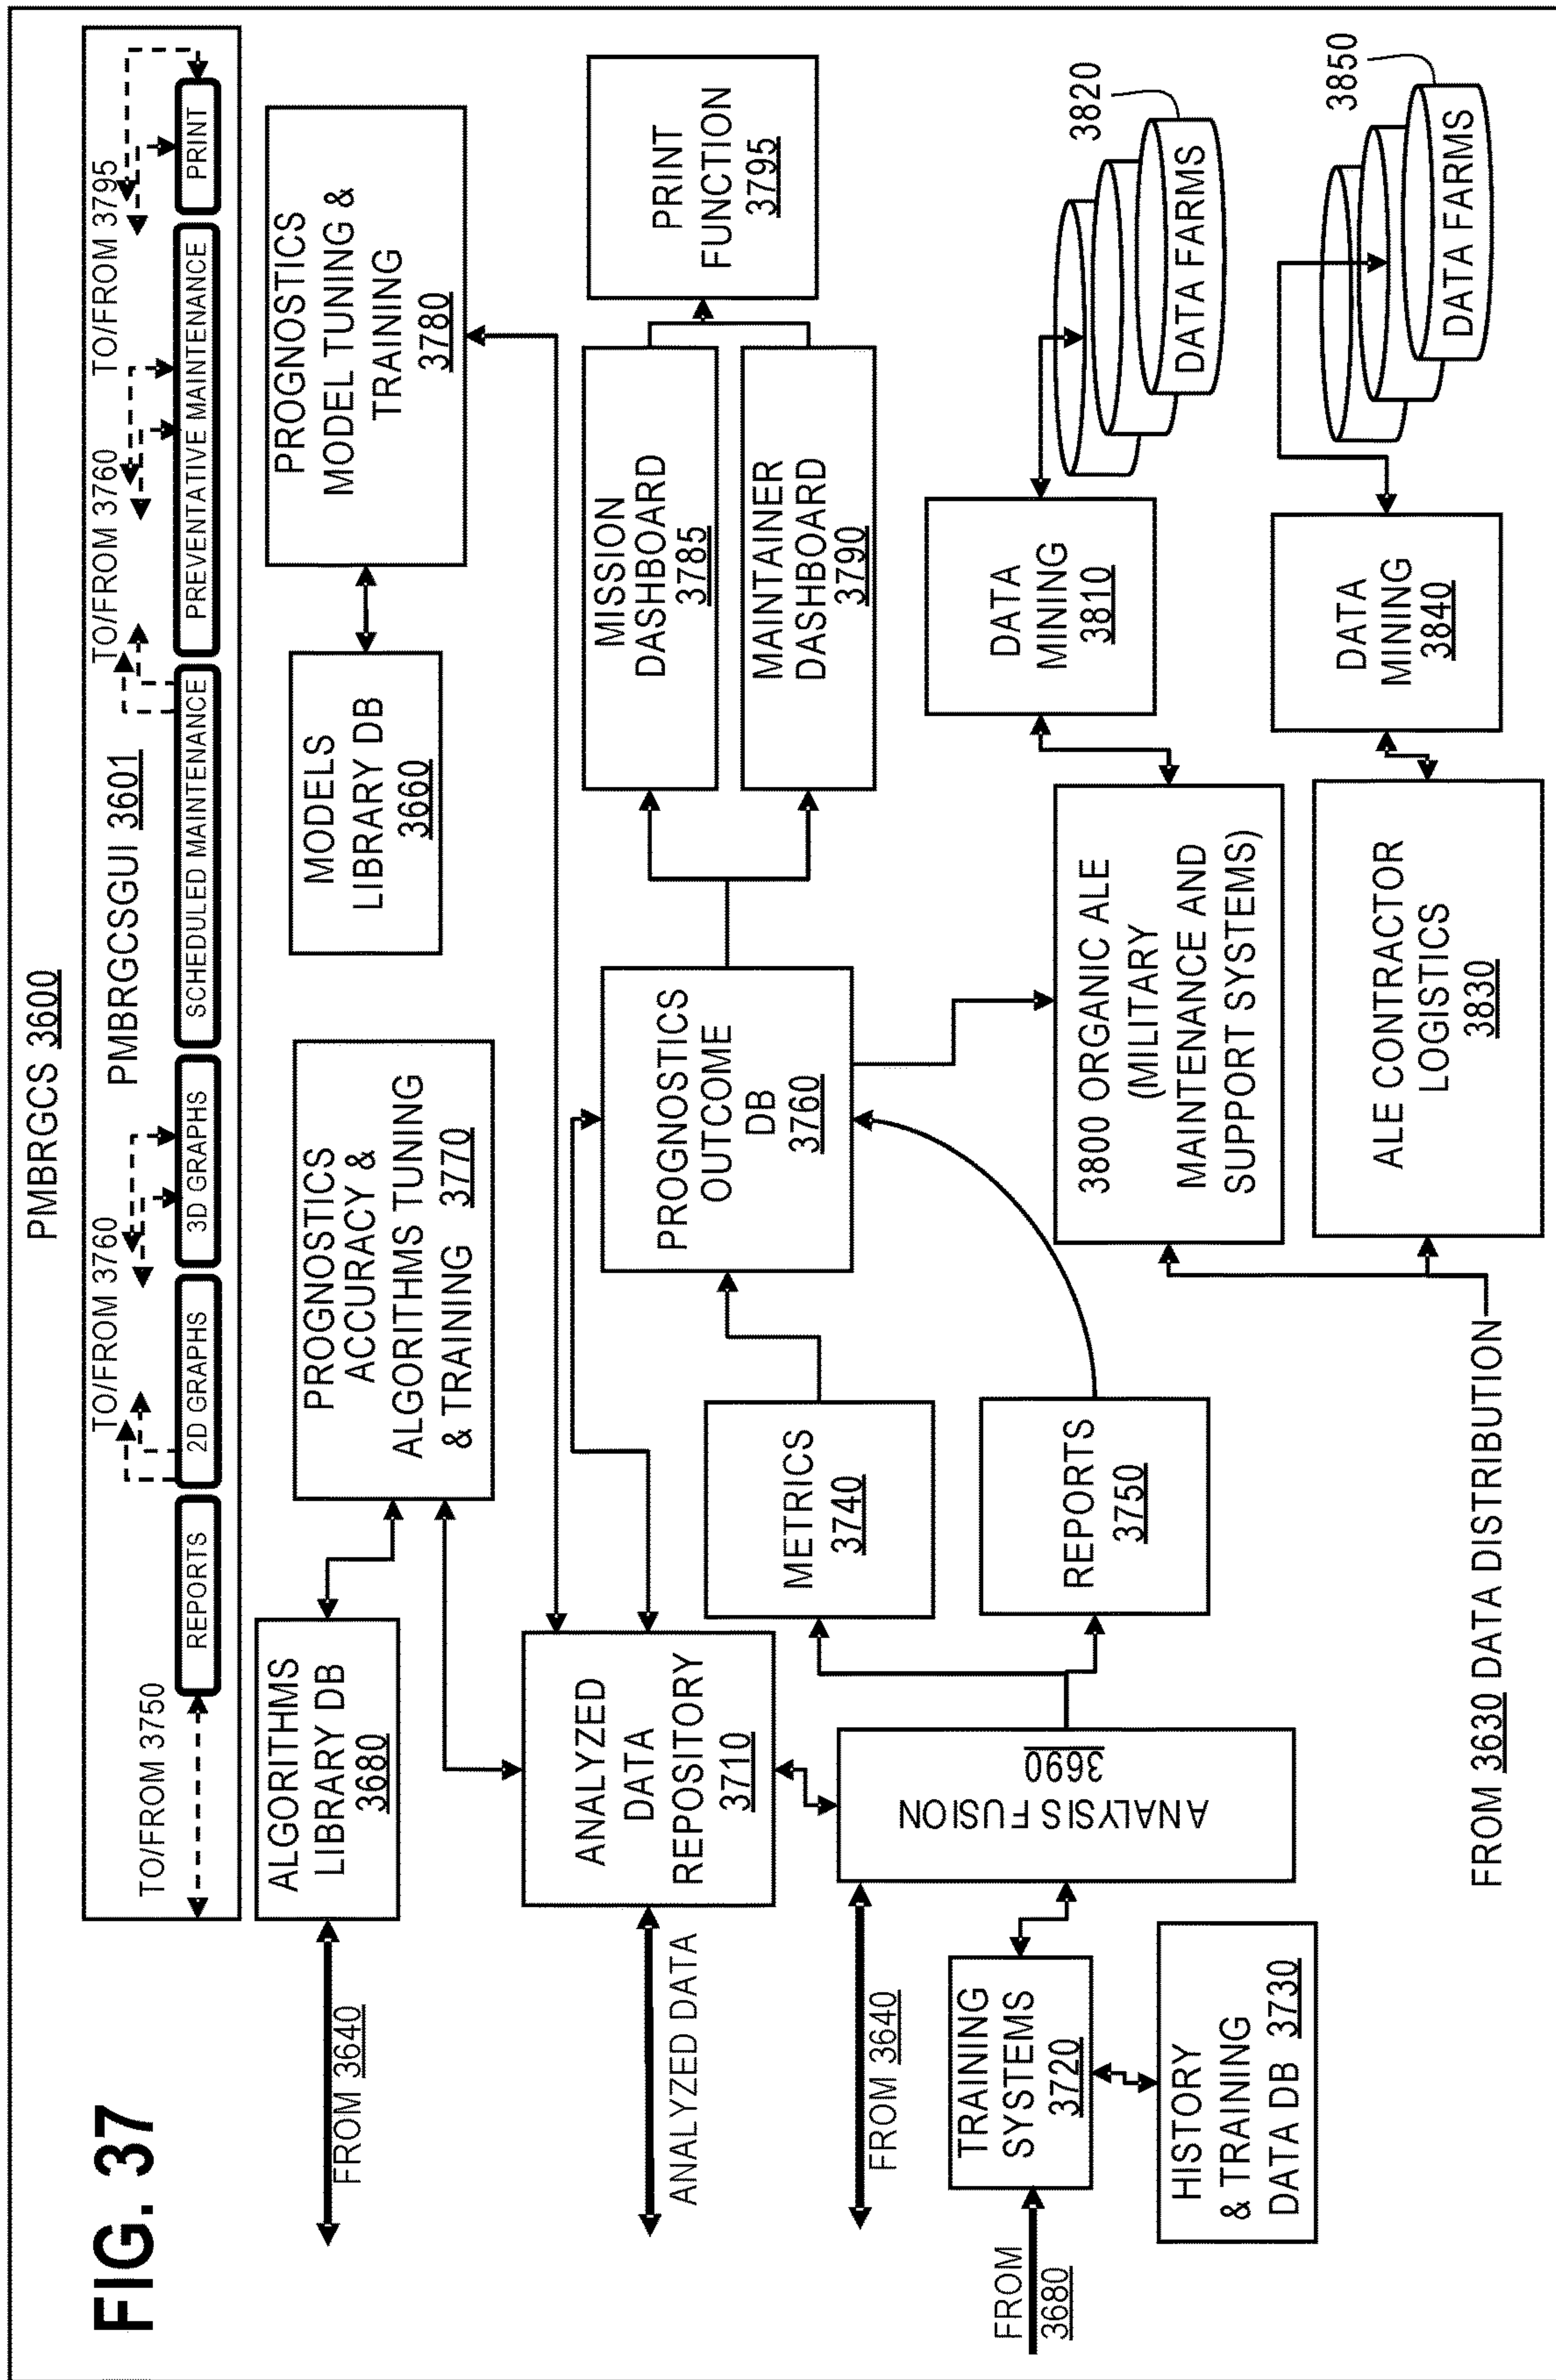 FIG. 37
PMBRGCS 3600
PMBRGCSGUI 3601
TO/FROM 3750
TO/FROM 3760
TO/FROM 3760
TO/FROM 3795
REPORTS
2D GRAPHS
3D GRAPHS
SCHEDULED MAINTENANCE
PREVENTATIVE MAINTENANCE
PRINT
FROM 3640
ALGORITHMS
LIBRARY DB
3680
PROGNOSTICS
ACCURACY &
ALGORITHMS TUNING
& TRAINING 3770
MODELS
LIBRARY DB
3660
PROGNOSTICS
MODEL TUNING &
TRAINING
3780
ANALYZED DATA
ANALYZED
DATA
REPOSITORY
3710
PROGNOSTICS
OUTCOME
DB
3760
MISSION
DASHBOARD
3785
MAINTAINER
DASHBOARD
3790
PRINT
FUNCTION
3795
METRICS
3740
REPORTS
3750
FROM 3640
ANALYSIS FUSION
3690
FROM
3680
TRAINING
SYSTEMS
3720
HISTORY
& TRAINING
DATA DB 3730
3800 ORGANIC ALE
(MILITARY
MAINTENANCE AND
SUPPORT SYSTEMS)
DATA
MINING
3810
3820
DATA FARMS
ALE CONTRACTOR
LOGISTICS
3830
DATA
MINING
3840
3850
DATA FARMS
FROM 3630 DATA DISTRIBUTION